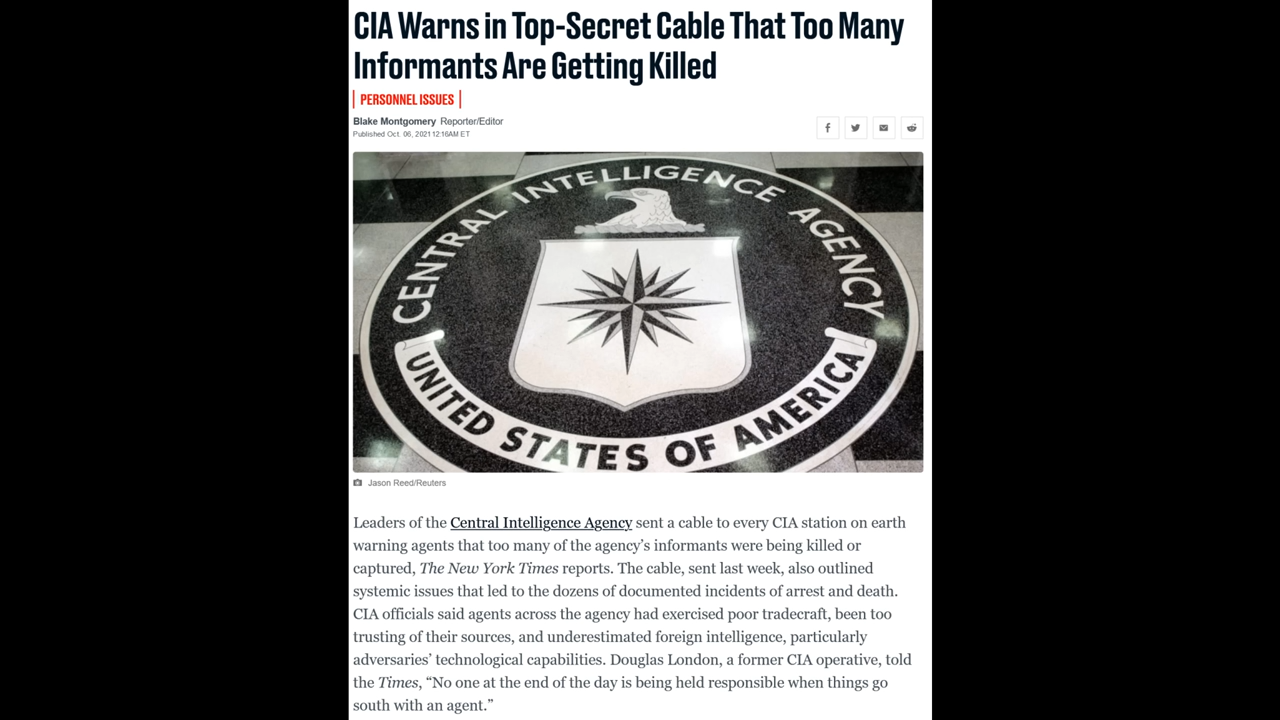 CIA Warns in Top-Secret Cable That Too Many
Informants Are Getting Killed
PERSONNEL ISSUES
Blake Montgomery Reporter/Editor
Published Oct. 06, 2021 12:16AM ET
CENTRAL INTELLIGENCE AGENCY
UNITED STATES OF AMERICA
Jason Reed/Reuters
Leaders of the Central Intelligence Agency sent a cable to every CIA station on earth
warning agents that too many of the agency’s informants were being killed or
captured, The New York Times reports. The cable, sent last week, also outlined
systemic issues that led to the dozens of documented incidents of arrest and death.
CIA officials said agents across the agency had exercised poor tradecraft, been too
trusting of their sources, and underestimated foreign intelligence, particularly
adversaries’ technological capabilities. Douglas London, a former CIA operative, told
the Times, “No one at the end of the day is being held responsible when things go
south with an agent.”